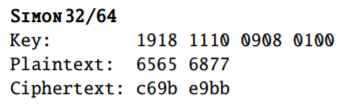 SIMON32/64
Key: 1918 1110 0908 0100
Plaintext: 6565 6877
Ciphertext: c69b e9bb